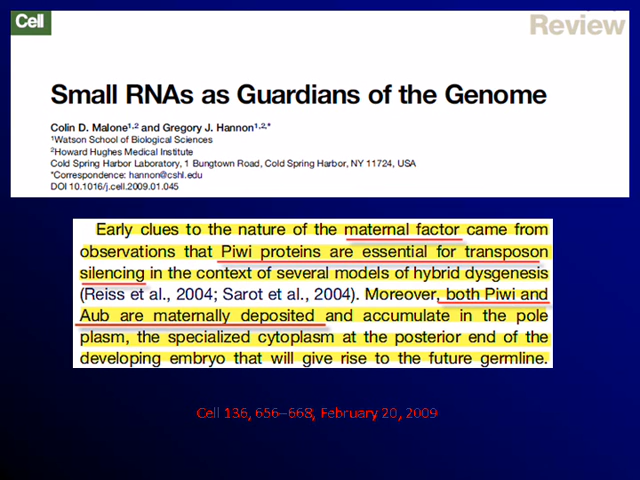 Cell
Review
Small RNAs as Guardians of the Genome
Colin D. Malone1,2 and Gregory J. Hannon1,2,*
1Watson School of Biological Sciences
2Howard Hughes Medical Institute
Cold Spring Harbor Laboratory, 1 Bungtown Road, Cold Spring Harbor, NY 11724, USA
*Correspondence: hannon@cshl.edu
DOI 10.1016/j.cell.2009.01.045
Early clues to the nature of the maternal factor came from
observations that Piwi proteins are essential for transposon
silencing in the context of several models of hybrid dysgenesis
(Reiss et al., 2004; Sarot et al., 2004). Moreover, both Piwi and
Aub are maternally deposited and accumulate in the pole
plasm, the specialized cytoplasm at the posterior end of the
developing embryo that will give rise to the future germline.
Cell 136, 656–668, February 20, 2009